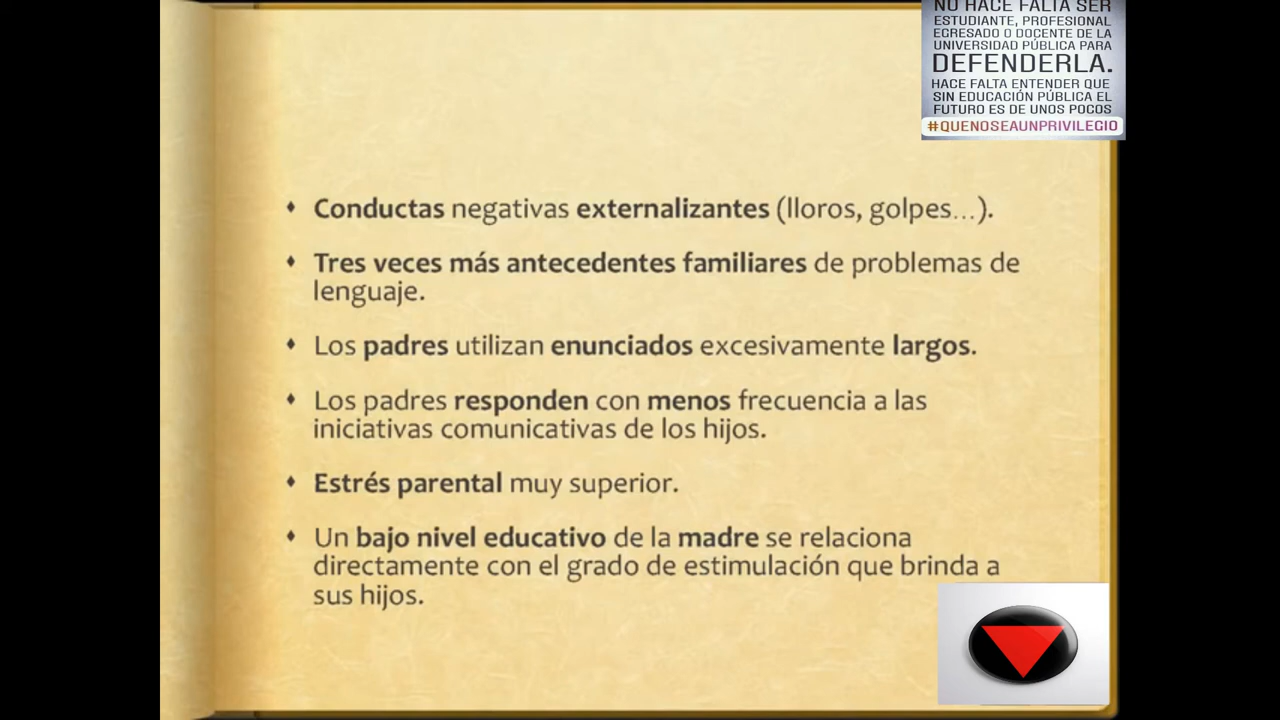 NO HACE FALTA SER
ESTUDIANTE, PROFESIONAL
EGRESADO O DOCENTE DE LA
UNIVERSIDAD PÚBLICA PARA
DEFENDERLA.
HACE FALTA ENTENDER QUE
SIN EDUCACIÓN PÚBLICA EL
FUTURO ES DE UNOS POCOS
#QUENOSEAUNPRIVILEGIO
Conductas negativas externalizantes (lloros, golpes...).
Tres veces más antecedentes familiares de problemas de
lenguaje.
Los padres utilizan enunciados excesivamente largos.
Los padres responden con menos frecuencia a las
iniciativas comunicativas de los hijos.
Estrés parental muy superior.
Un bajo nivel educativo de la madre se relaciona
directamente con el grado de estimulación que brinda a
sus hijos.